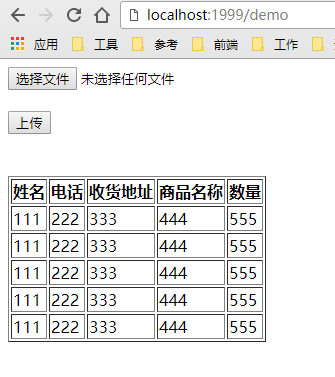 localhost:1999/demo
应用 工具 参考 前端 工作
选择文件 未选择任何文件
上传
姓名 电话 收货地址 商品名称 数量
111 222 333 444 555
111 222 333 444 555
111 222 333 444 555
111 222 333 444 555
111 222 333 444 555